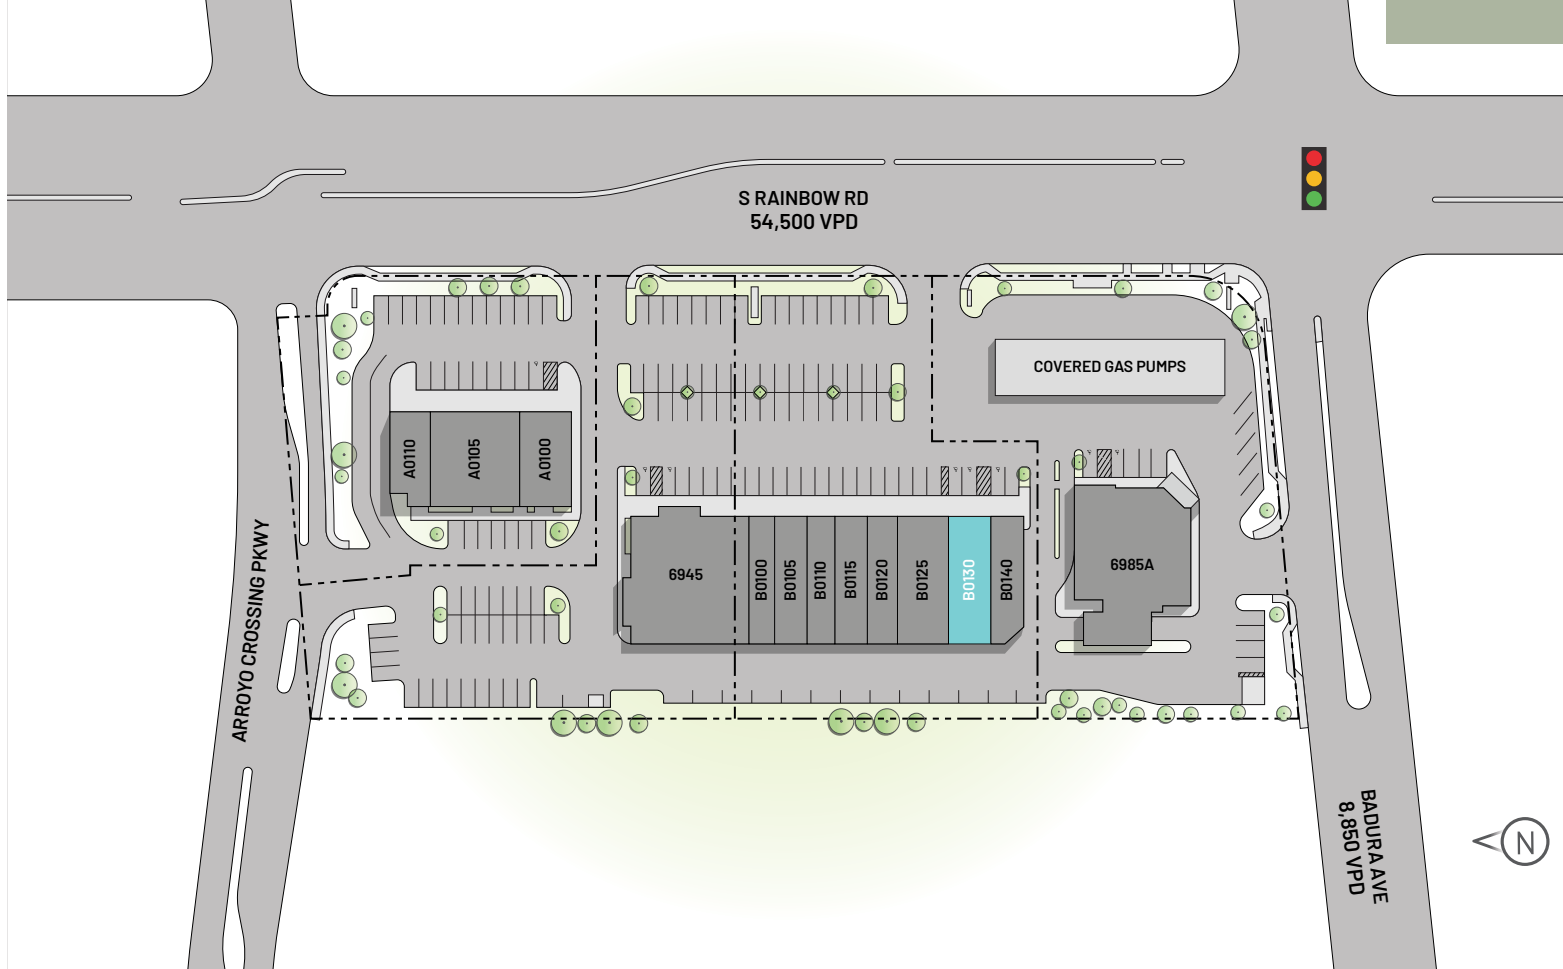 S RAINBOW RD
54,500 VPD
COVERED GAS PUMPS
A0110
A0105
A0100
6945
B0100
B0105
B0110
B0115
B0120
B0125
B0130
B0140
6985A
ARROYO CROSSING PKWY
BADURA AVE
8,850 VPD
N